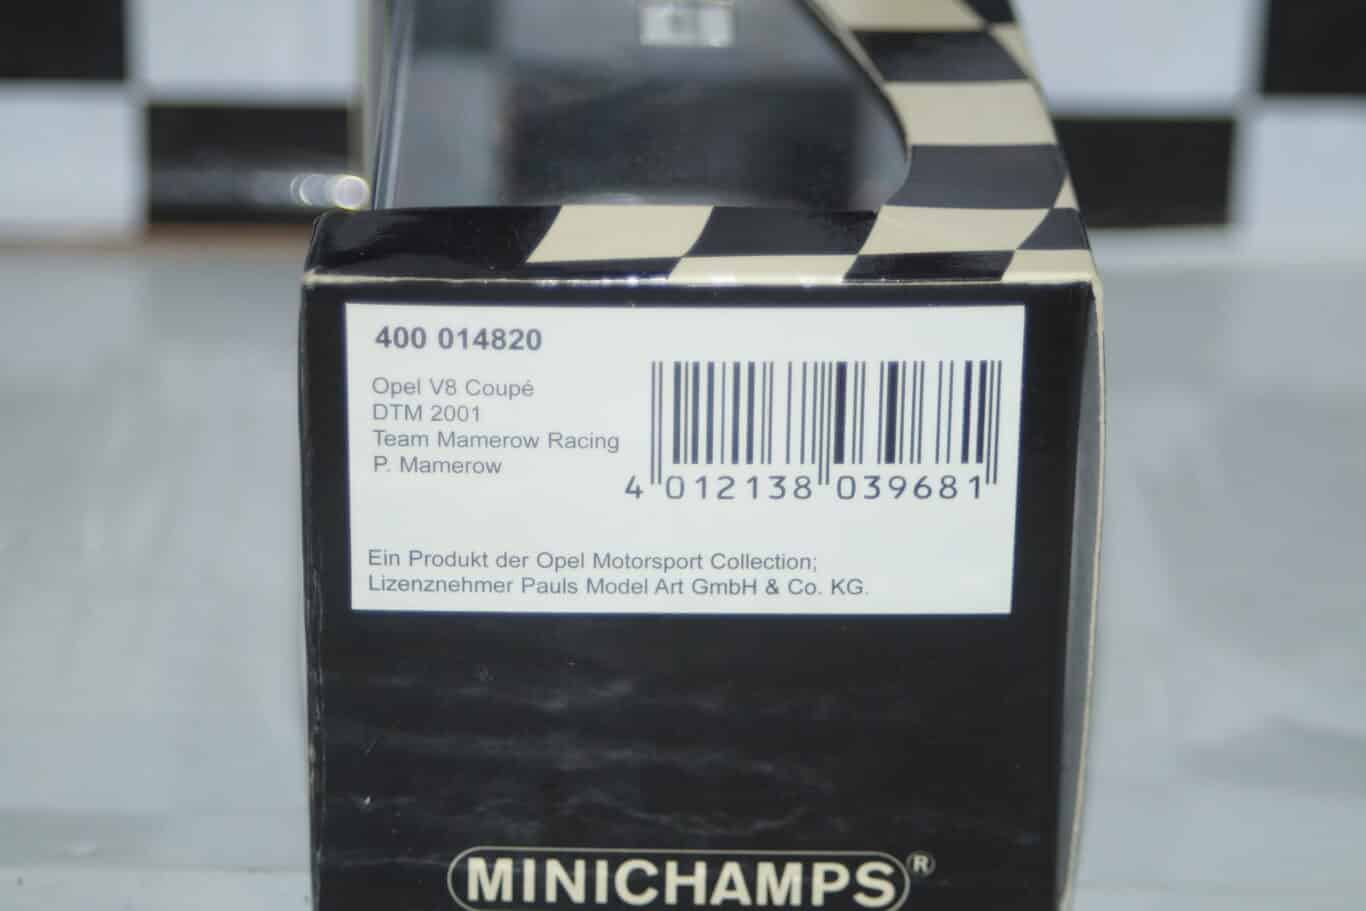 400 014820
Opel V8 Coupé
DTM 2001
Team Mamerow Racing
P. Mamerow
4 012138 039681
Ein Produkt der Opel Motorsport Collection;
Lizenznehmer Pauls Model Art GmbH & Co. KG.
MINICHAMPS®